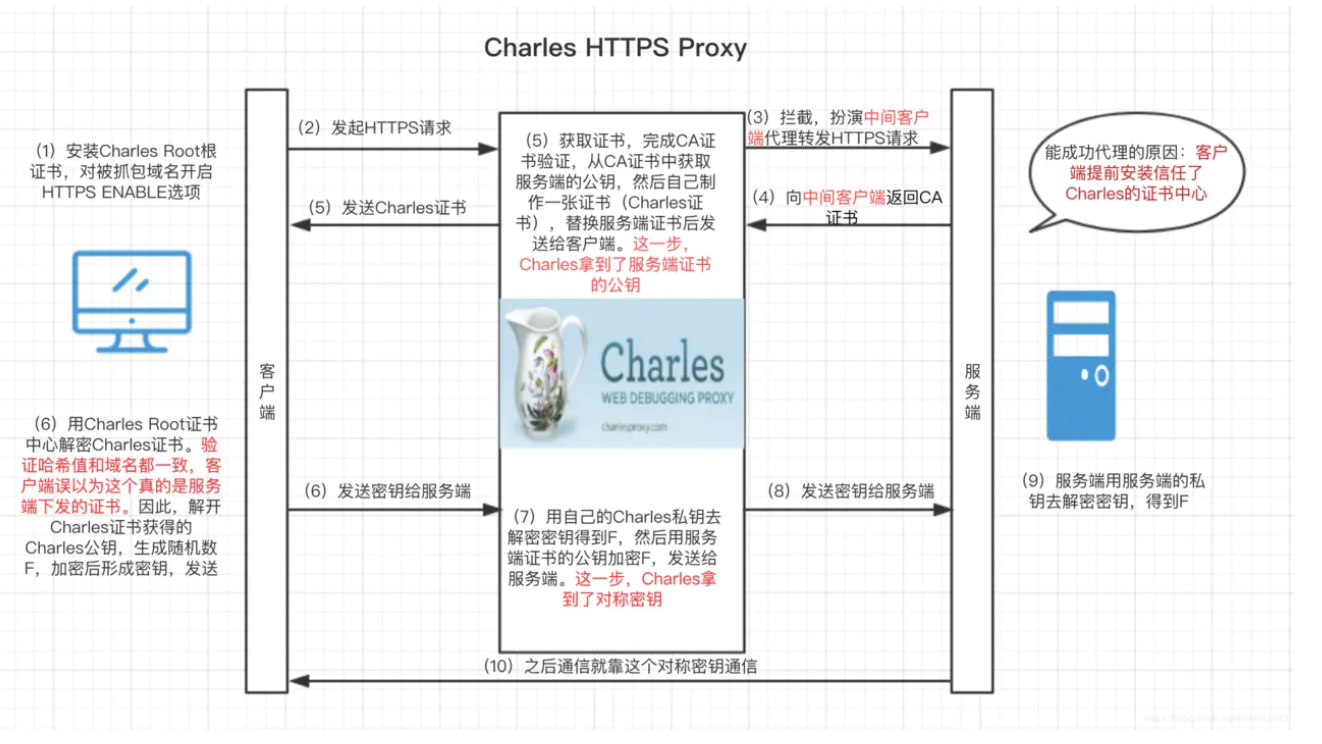 Charles HTTPS Proxy
（1）安装Charles Root根
证书，对被抓包域名开启
HTTPS ENABLE选项
（2）发起HTTPS请求
（5）发送Charles证书
（5）获取证书，完成CA证
书验证，从CA证书中获取
服务端的公钥，然后自己制
作一张证书（Charles证
书），替换服务端证书后发
送给客户端。这一步，
Charles拿到了服务端证书
的公钥
（3）拦截，扮演中间客户
端代理转发HTTPS请求
（4）向中间客户端返回CA
证书
能成功代理的原因：客户
端提前安装信任了
Charles的证书中心
Charles
WEB DEBUGGING PROXY
charlesproxy.com
客户端
服务端
（6）用Charles Root证书
中心解密Charles证书。验
证哈希值和域名都一致，客
户端误以为这个真的是服务
端下发的证书。因此，解开
Charles证书获得的
Charles公钥，生成随机数
F，加密后形成密钥，发送
（6）发送密钥给服务端
（7）用自己的Charles私钥去
解密密钥得到F，然后用服务
端证书的公钥加密F，发送给
服务端。这一步，Charles拿
到了对称密钥
（8）发送密钥给服务端
（9）服务端用服务端的私
钥去解密密钥，得到F
（10）之后通信就靠这个对称密钥通信